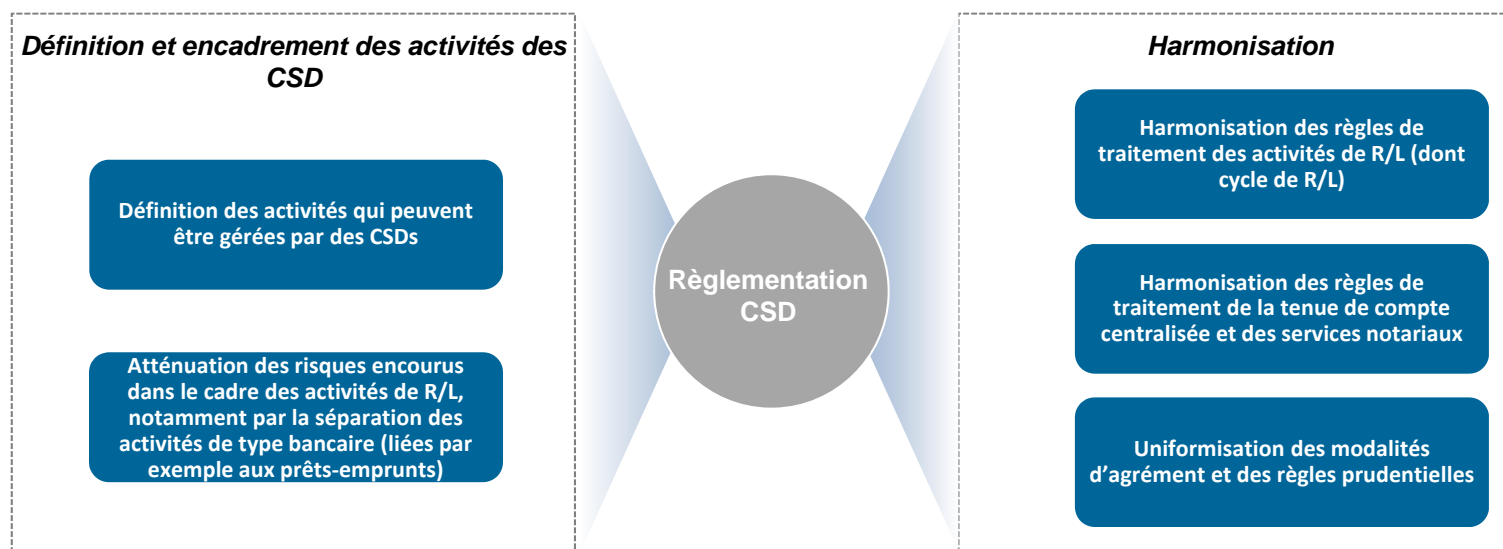 Définition et encadrement des activités des
CSD
Définition des activités qui peuvent
être gérées par des CSDs
Atténuation des risques encourus
dans le cadre des activités de R/L,
notamment par la séparation des
activités de type bancaire (liées par
exemple aux prêts-emprunts)
Règlementation
CSD
Harmonisation
Harmonisation des règles de
traitement des activités de R/L (dont
cycle de R/L)
Harmonisation des règles de
traitement de la tenue de compte
centralisée et des services notariaux
Uniformisation des modalités
d’agrément et des règles prudentielles